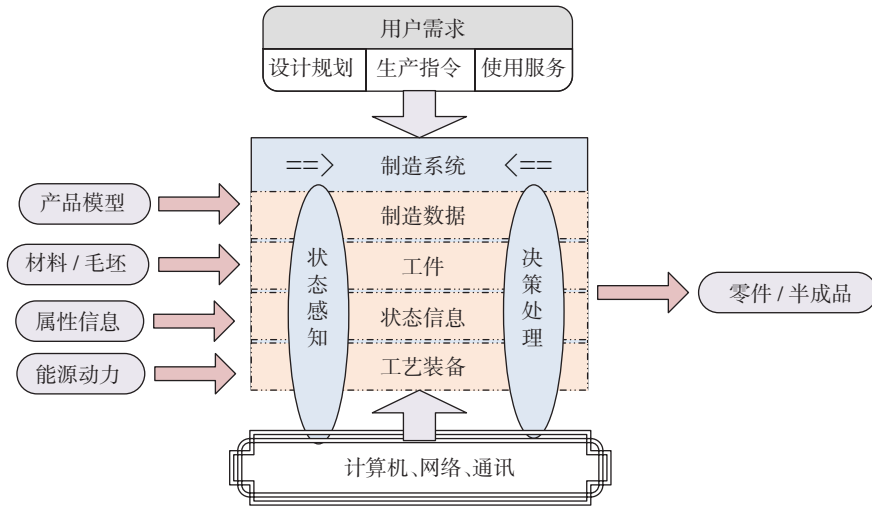 用户需求
设计规划 生产指令 使用服务
==> 制造系统 <==
产品模型
制造数据
材料 / 毛坯
工件
状态感知
决策处理
零件 / 半成品
属性信息
状态信息
能源动力
工艺装备
计算机、网络、通讯